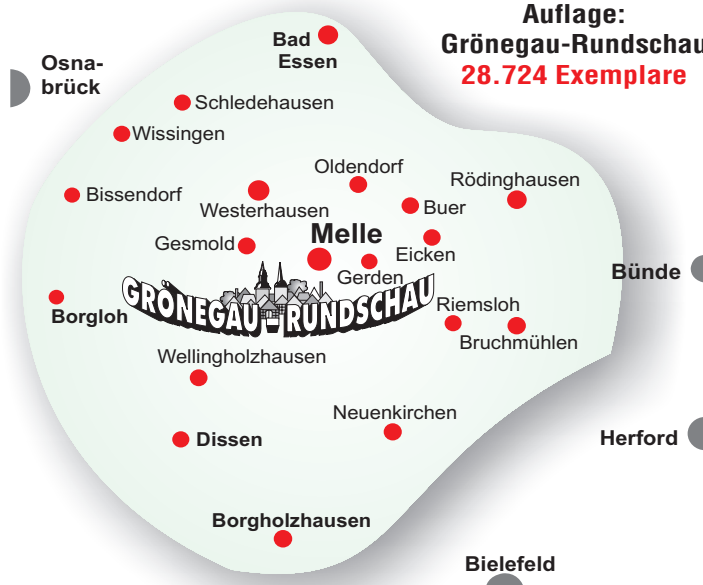 Auflage:
Grönegau-Rundschau
28.724 Exemplare
Bad
Essen
Osna-
brück
Schledehausen
Wissingen
Oldendorf
Rödinghausen
Bissendorf
Westerhausen
Buer
Melle
Gesmold
Eicken
Gerden
Bünde
GRÖNEGAU-RUNDSCHAU
Borgloh
Riemsloh
Bruchmühlen
Wellingholzhausen
Neuenkirchen
Dissen
Herford
Borgholzhausen
Bielefeld